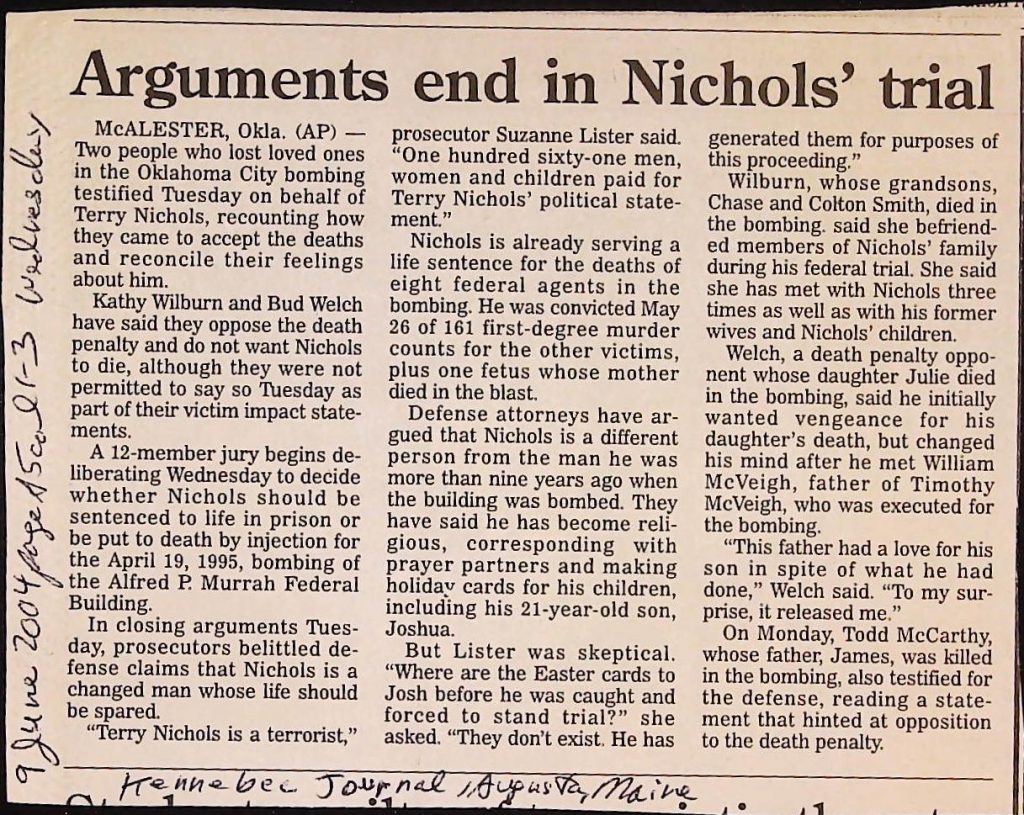 Arguments end in Nichols' trial
McALESTER, Okla. (AP) —
Two people who lost loved ones
in the Oklahoma City bombing
testified Tuesday on behalf of
Terry Nichols, recounting how
they came to accept the deaths
and reconcile their feelings
about him.
Kathy Wilburn and Bud Welch
have said they oppose the death
penalty and do not want Nichols
to die, although they were not
permitted to say so Tuesday as
part of their victim impact state-
ments.
A 12-member jury begins de-
liberating Wednesday to decide
whether Nichols should be
sentenced to life in prison or
be put to death by injection for
the April 19, 1995, bombing of
the Alfred P. Murrah Federal
Building.
In closing arguments Tues-
day, prosecutors belittled de-
fense claims that Nichols is a
changed man whose life should
be spared.
"Terry Nichols is a terrorist,"
prosecutor Suzanne Lister said.
"One hundred sixty-one men,
women and children paid for
Terry Nichols' political state-
ment."
Nichols is already serving a
life sentence for the deaths of
eight federal agents in the
bombing. He was convicted May
26 of 161 first-degree murder
counts for the other victims,
plus one fetus whose mother
died in the blast.
Defense attorneys have ar-
gued that Nichols is a different
person from the man he was
more than nine years ago when
the building was bombed. They
have said he has become reli-
gious, corresponding with
prayer partners and making
holiday cards for his children,
including his 21-year-old son,
Joshua.
But Lister was skeptical.
"Where are the Easter cards to
Josh before he was caught and
forced to stand trial?" she
asked. "They don't exist. He has
generated them for purposes of
this proceeding."
Wilburn, whose grandsons,
Chase and Colton Smith, died in
the bombing. said she befriend-
ed members of Nichols' family
during his federal trial. She said
she has met with Nichols three
times as well as with his former
wives and Nichols' children.
Welch, a death penalty oppo-
nent whose daughter Julie died
in the bombing, said he initially
wanted vengeance for his
daughter's death, but changed
his mind after he met William
McVeigh, father of Timothy
McVeigh, who was executed for
the bombing.
"This father had a love for his
son in spite of what he had
done," Welch said. "To my sur-
prise, it released me."
On Monday, Todd McCarthy,
whose father, James, was killed
in the bombing, also testified for
the defense, reading a state-
ment that hinted at opposition
to the death penalty.
9 June 2004 page A5 col 1-3 Wednesday
Kennebec Journal, Augusta, Maine